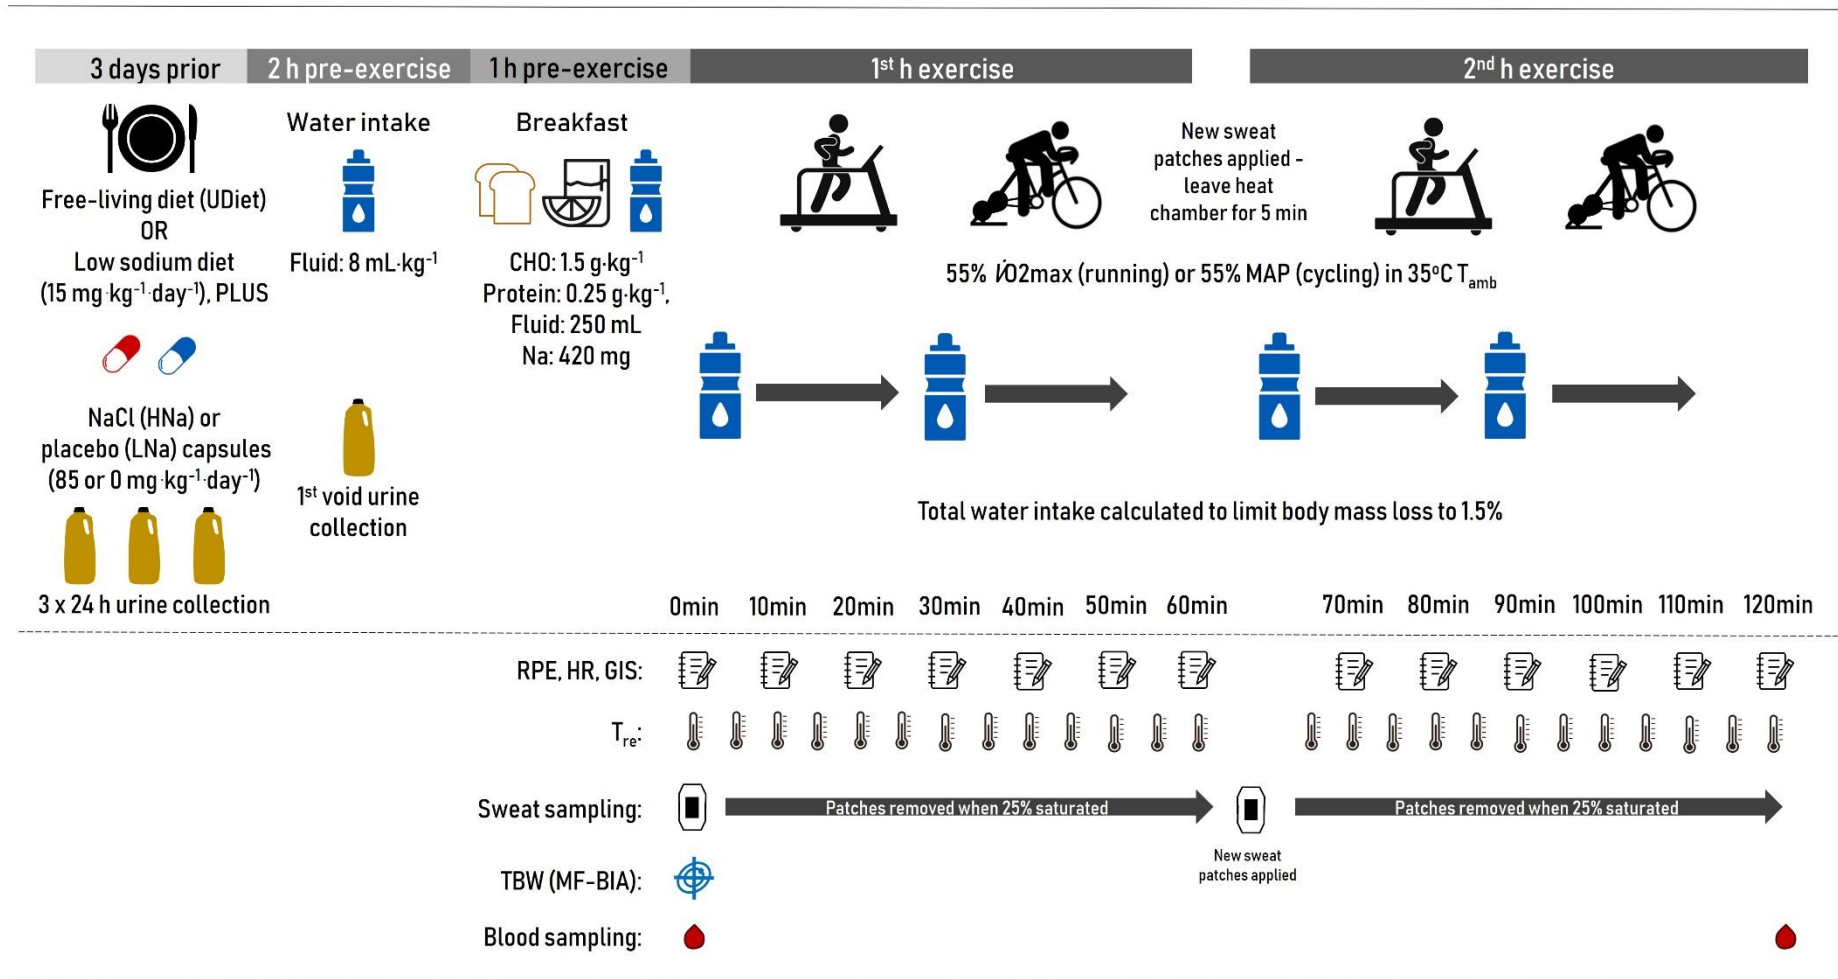 3 days prior
2 h pre-exercise
1 h pre-exercise
1st h exercise
2nd h exercise
Free-living diet (UDiet)
OR
Low sodium diet
(15 mg·kg-1·day-1), PLUS
NaCl (HNa) or
placebo (LNa) capsules
(85 or 0 mg·kg-1·day-1)
3 x 24 h urine collection
Water intake
Fluid: 8 mL·kg-1
1st void urine
collection
Breakfast
CHO: 1.5 g·kg-1
Protein: 0.25 g·kg-1,
Fluid: 250 mL
Na: 420 mg
New sweat
patches applied -
leave heat
chamber for 5 min
55% V̇O2max (running) or 55% MAP (cycling) in 35ºC Tamb
Total water intake calculated to limit body mass loss to 1.5%
0min 10min 20min 30min 40min 50min 60min 70min 80min 90min 100min 110min 120min
RPE, HR, GIS:
Tre:
Sweat sampling:
Patches removed when 25% saturated
Patches removed when 25% saturated
New sweat
patches applied
TBW (MF-BIA):
Blood sampling: